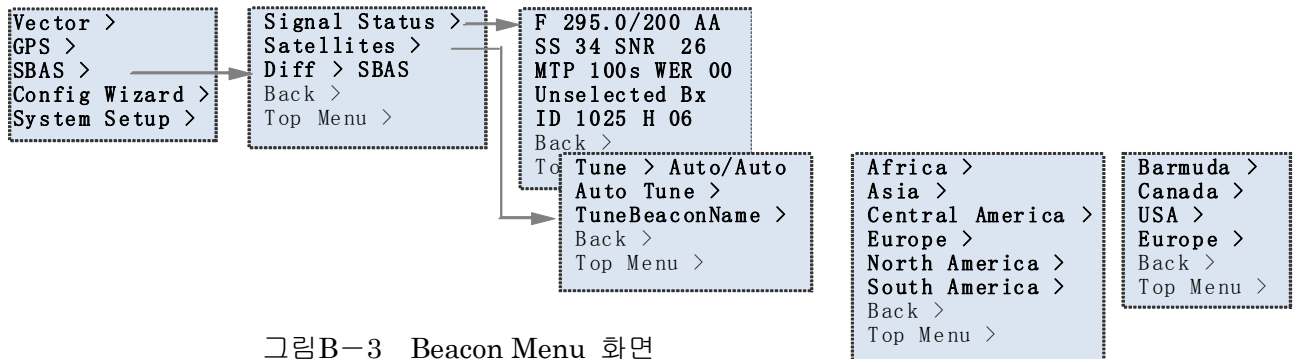 Vector >
GPS >
SBAS >
Config Wizard >
System Setup >
Signal Status >
Satellites >
Diff > SBAS
Back >
Top Menu >
F 295.0/200 AA
SS 34 SNR 26
MTP 100s WER 00
Unselected Bx
ID 1025 H 06
Back >
To
Tune > Auto/Auto
Auto Tune >
TuneBeaconName >
Back >
Top Menu >
Africa >
Asia >
Central America >
Europe >
North America >
South America >
Back >
Top Menu >
Barmuda >
Canada >
USA >
Europe >
Back >
Top Menu >
그림B-3 Beacon Menu 화면